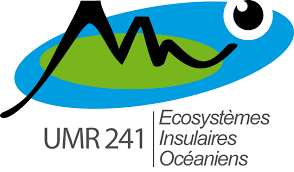 UMR 241
Ecosystèmes
Insulaires
Océaniens